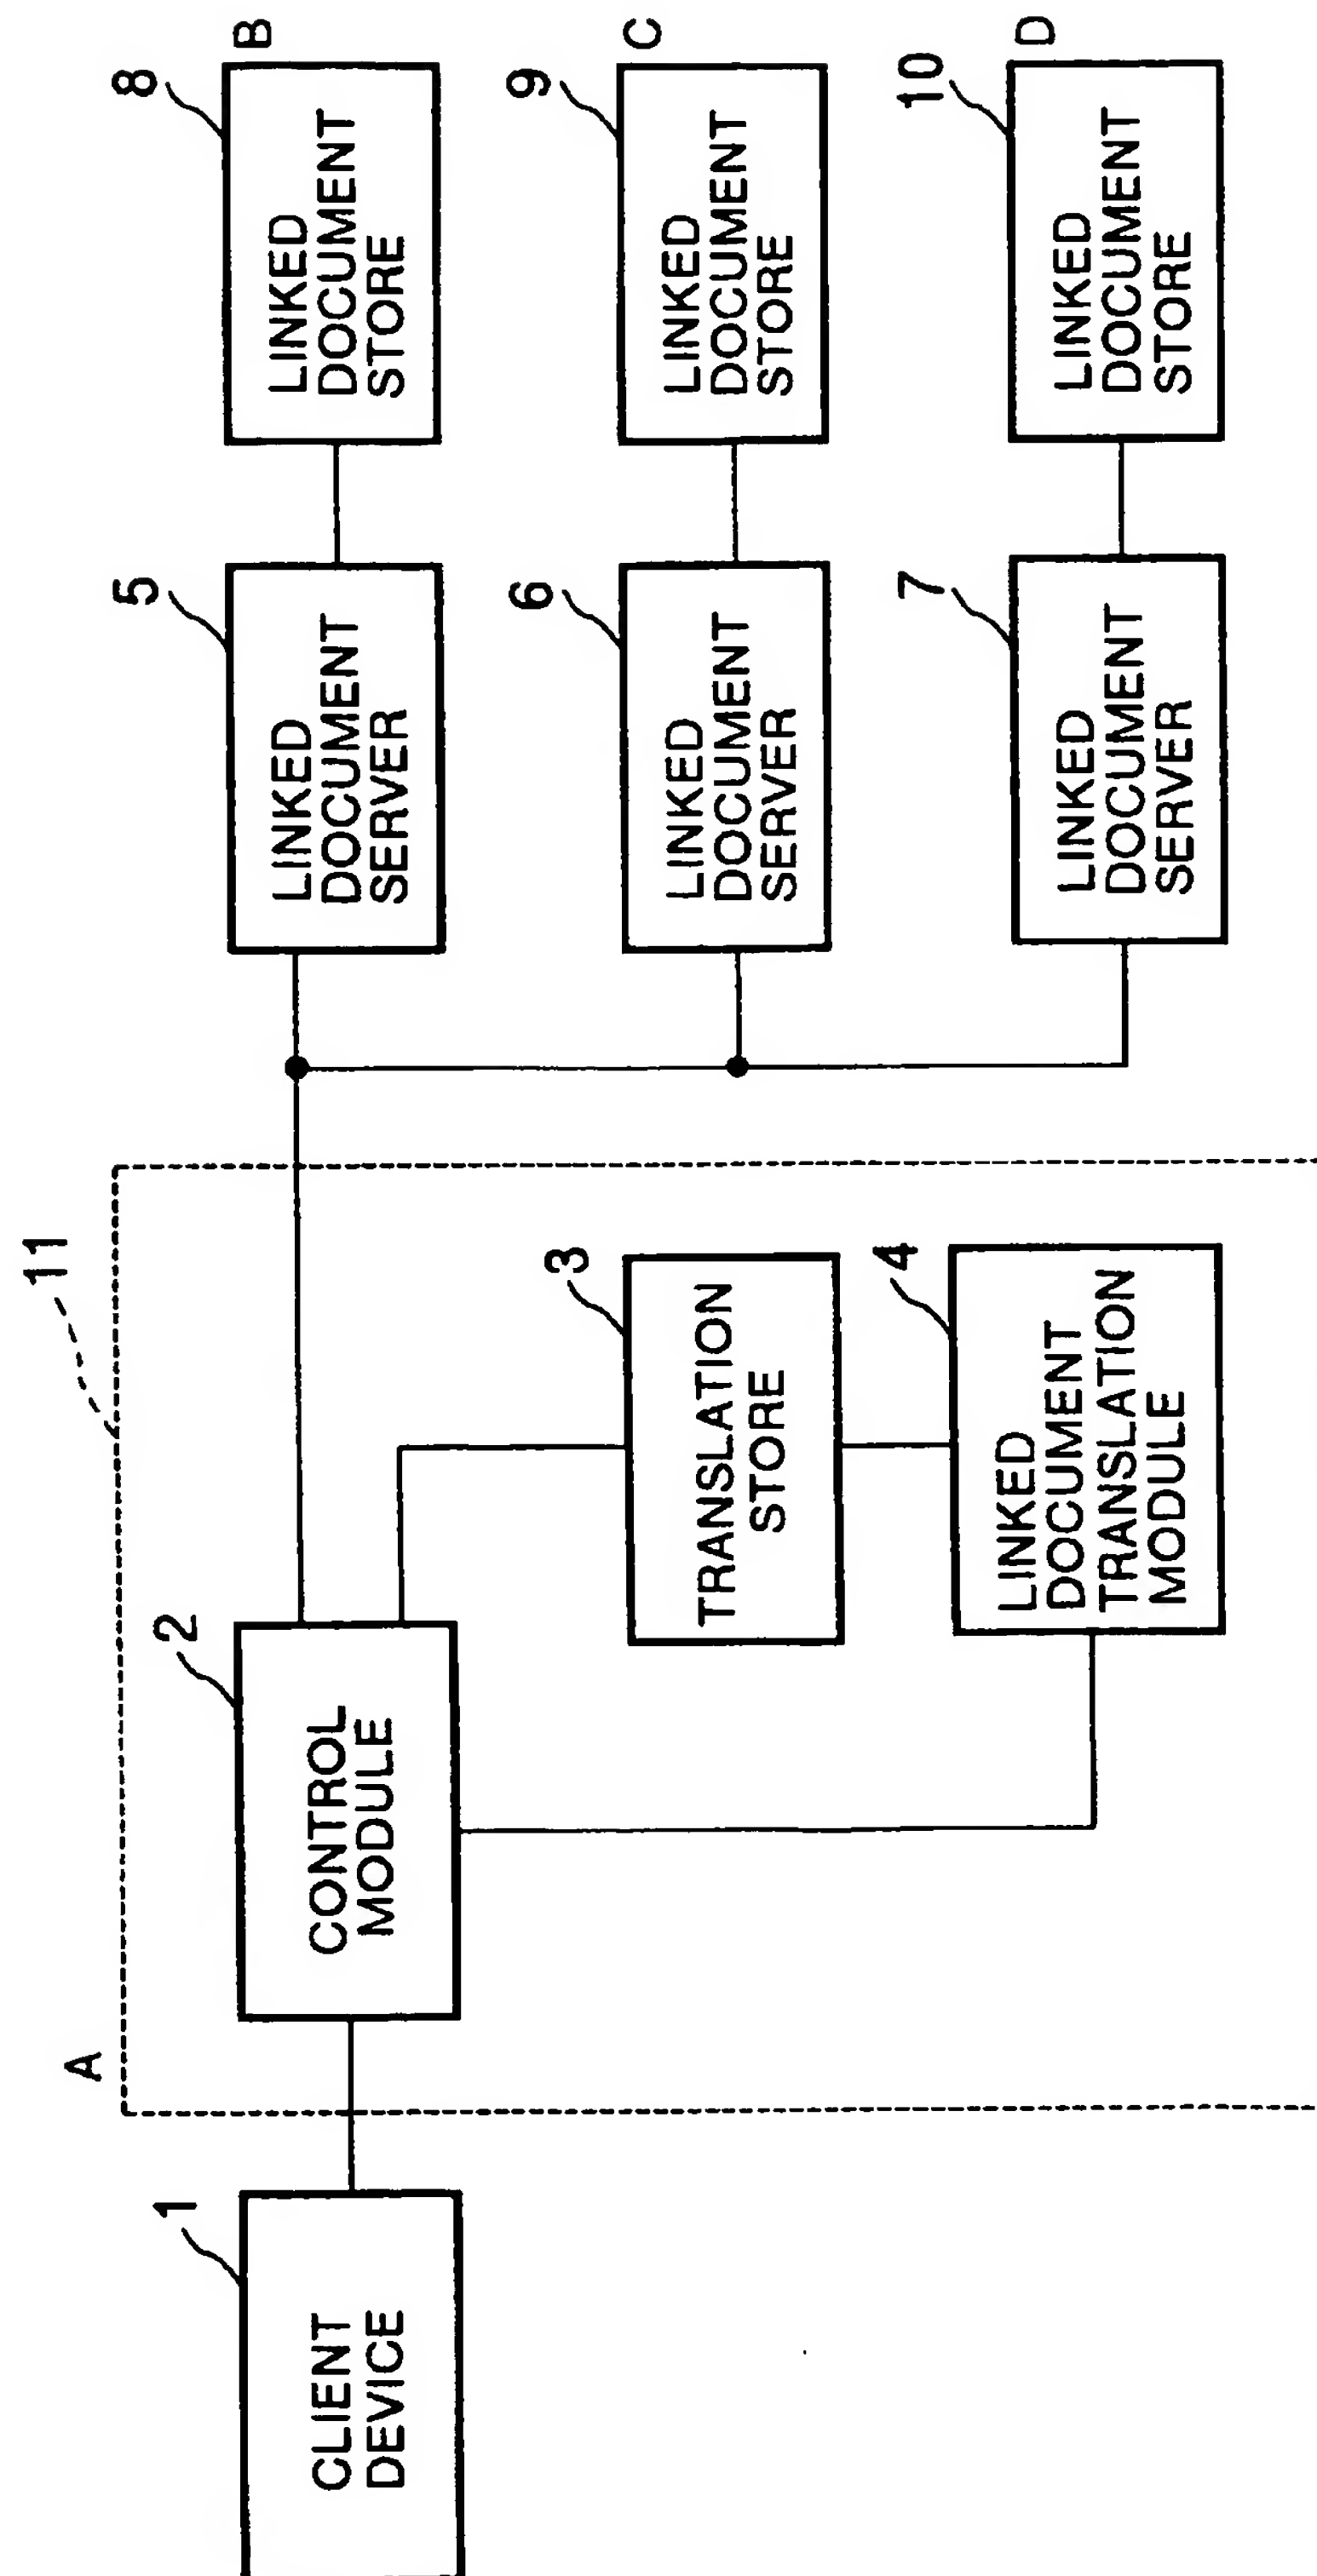 11
A
1
CLIENT
DEVICE
2
CONTROL
MODULE
3
TRANSLATION
STORE
4
LINKED
DOCUMENT
TRANSLATION
MODULE
5
LINKED
DOCUMENT
SERVER
8
B
LINKED
DOCUMENT
STORE
6
LINKED
DOCUMENT
SERVER
9
C
LINKED
DOCUMENT
STORE
7
LINKED
DOCUMENT
SERVER
10
D
LINKED
DOCUMENT
STORE